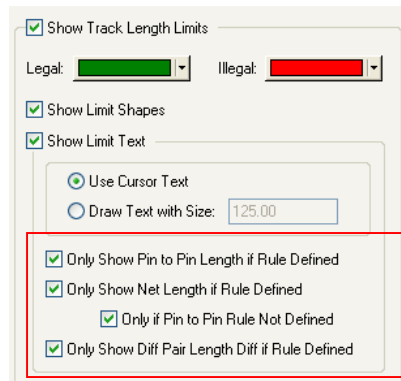 Show Track Length Limits
Legal: Illegal:
Show Limit Shapes
Show Limit Text
Use Cursor Text
Draw Text with Size: 125.00
Only Show Pin to Pin Length if Rule Defined
Only Show Net Length if Rule Defined
Only if Pin to Pin Rule Not Defined
Only Show Diff Pair Length Diff if Rule Defined